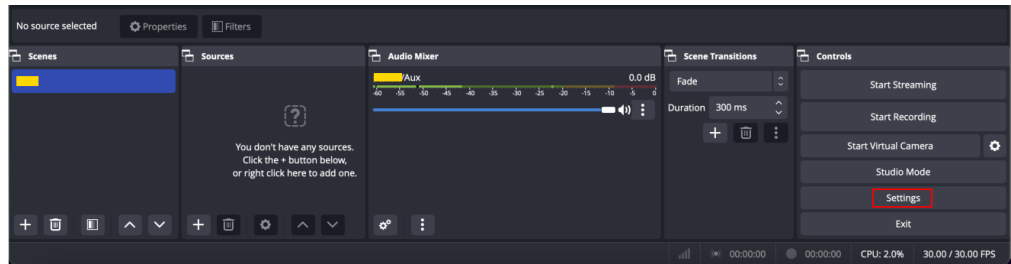 No source selected
Properties
Filters
Scenes
Sources
You don't have any sources.
Click the + button below,
or right click here to add one.
Audio Mixer
/Aux
0.0 dB
-60 -55 -50 -45 -40 -35 -30 -25 -20 -15 -10 -5 0
Scene Transitions
Fade
Duration 300 ms
Controls
Start Streaming
Start Recording
Start Virtual Camera
Studio Mode
Settings
Exit
00:00:00 00:00:00 CPU: 2.0% 30.00 / 30.00 FPS